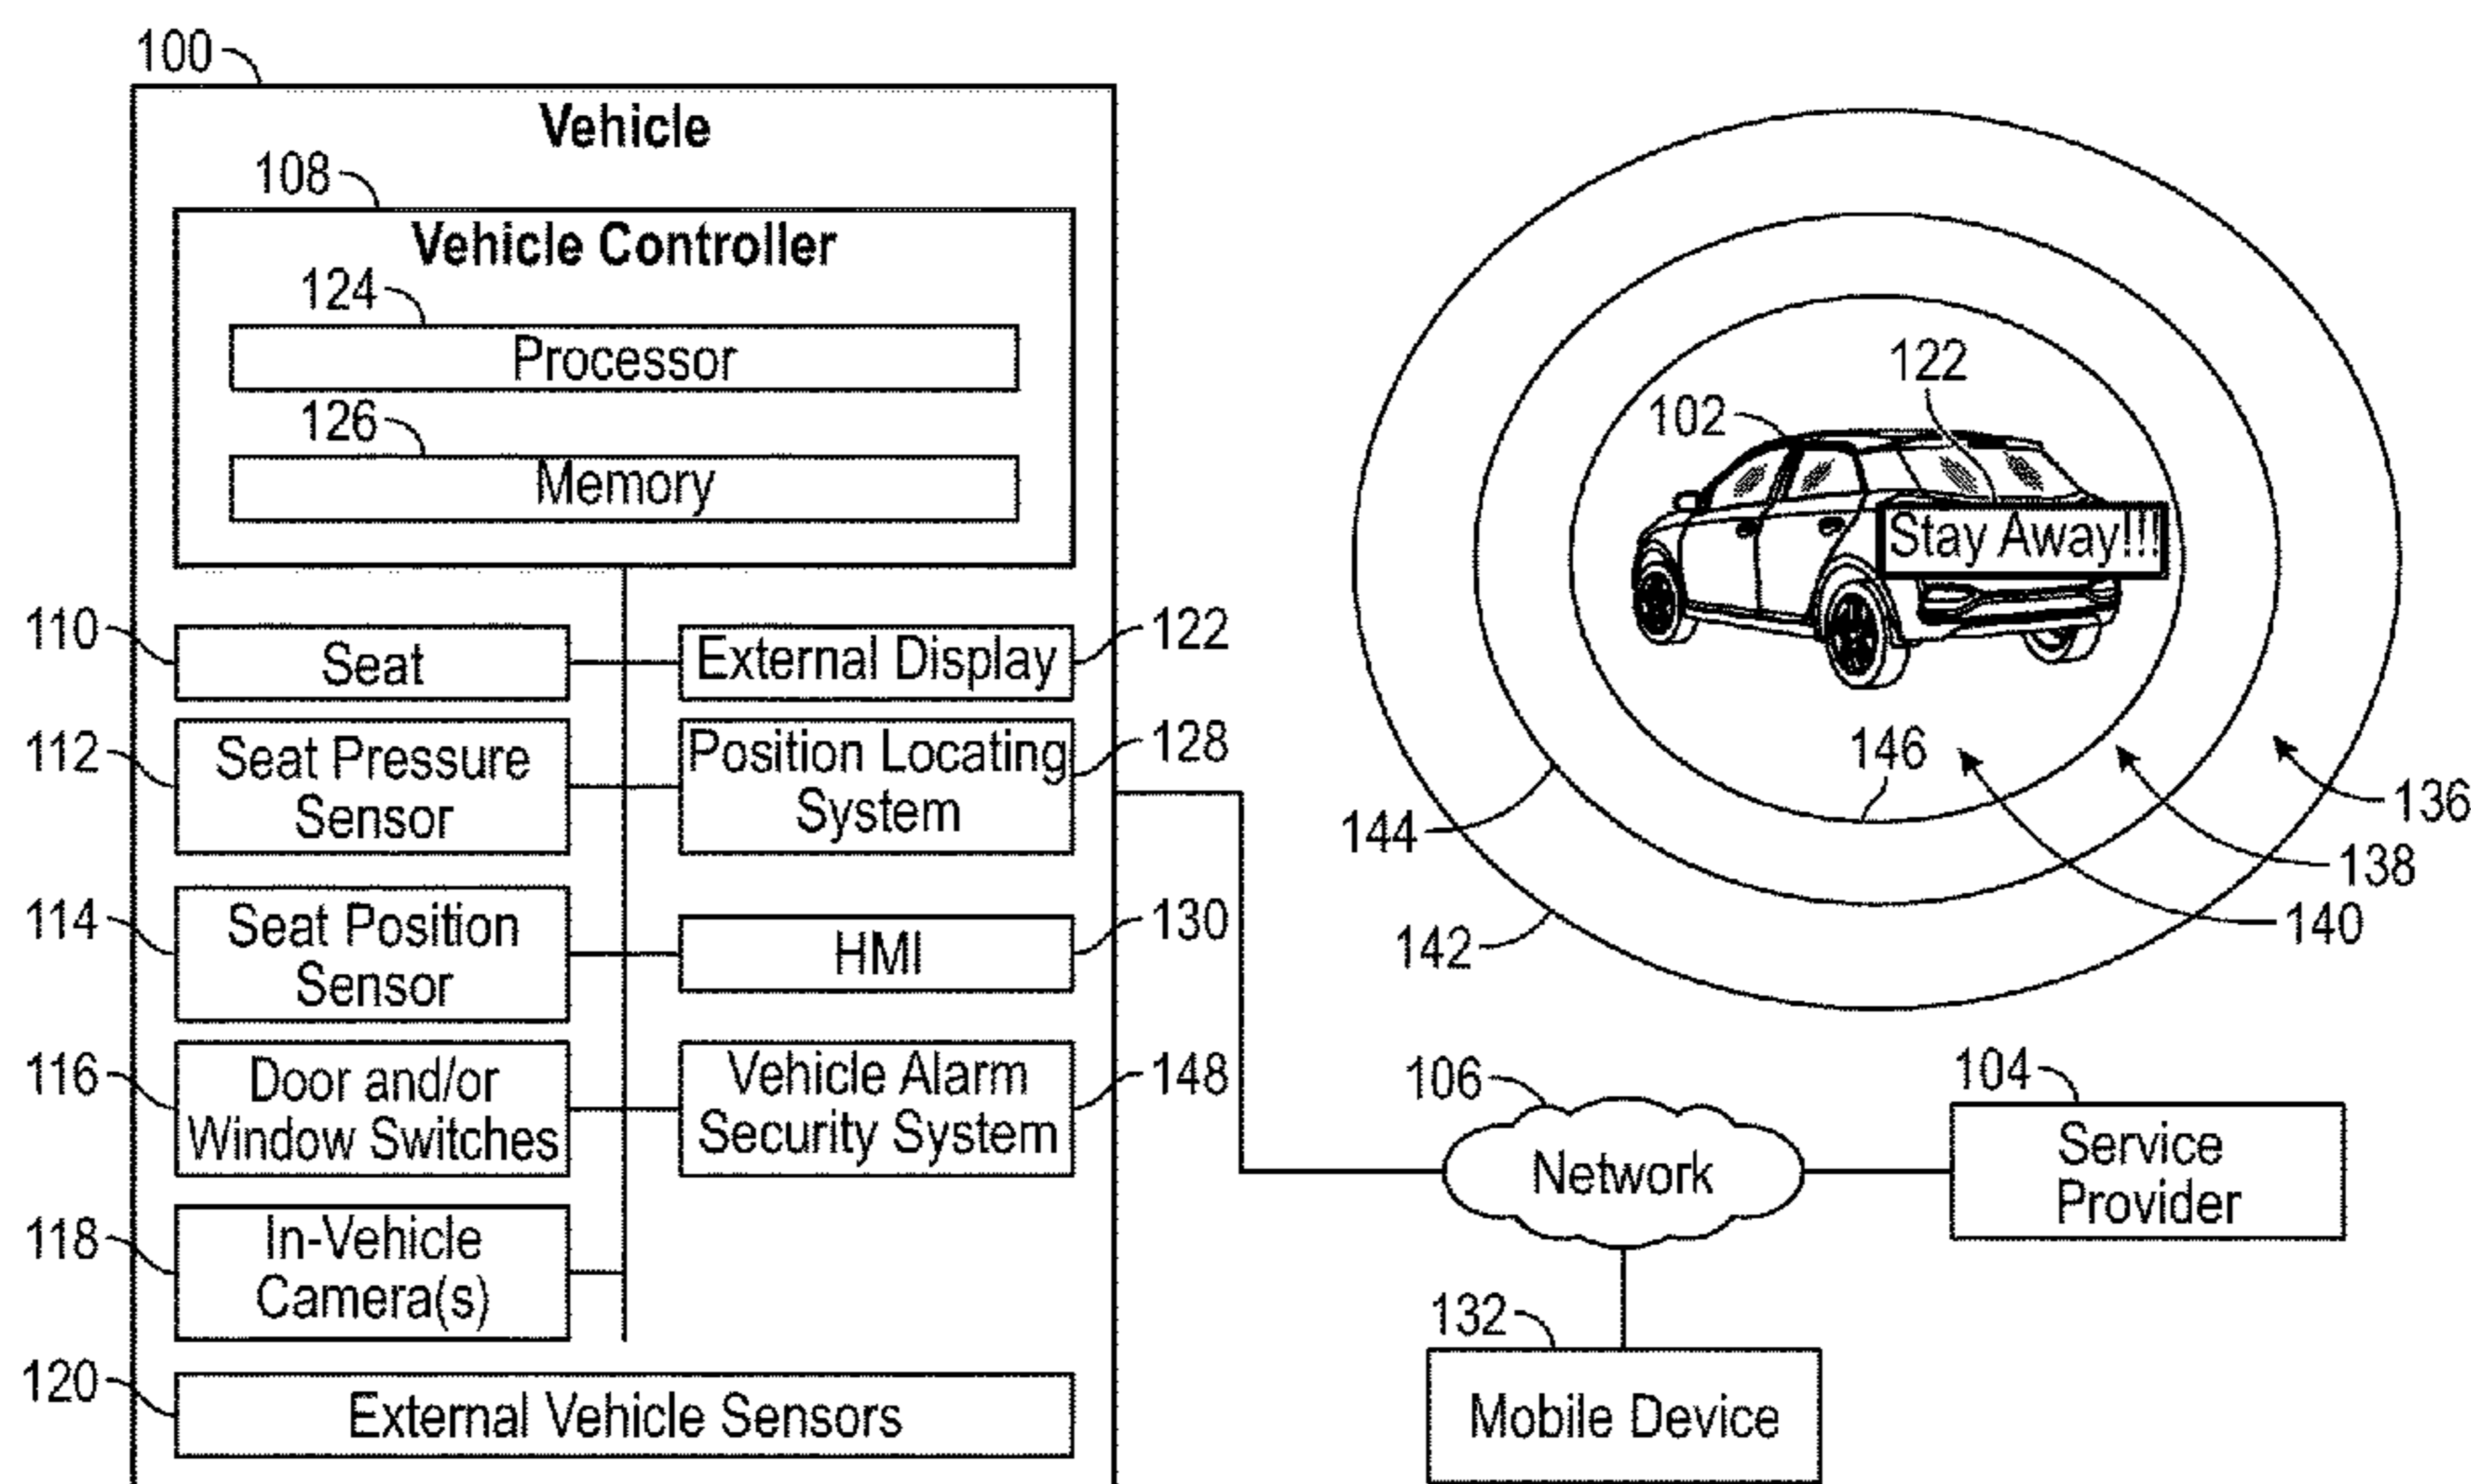 100
Vehicle
108
Vehicle Controller
124
Processor
126
Memory
110
Seat
External Display
122
112
Seat Pressure
Sensor
Position Locating
System
128
114
Seat Position
Sensor
HMI
130
116
Door and/or
Window Switches
Vehicle Alarm
Security System
148
118
In-Vehicle
Camera(s)
120
External Vehicle Sensors
122
102
Stay Away!!!
146
144
142
136
138
140
106
Network
104
Service
Provider
132
Mobile Device